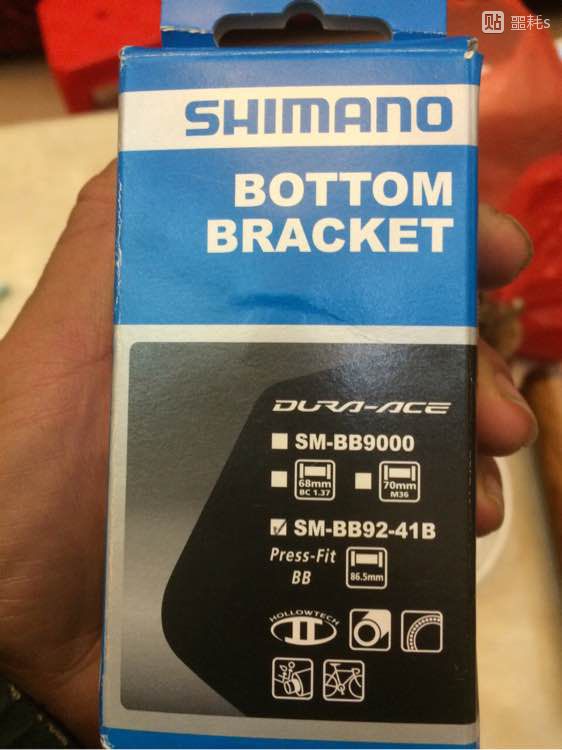 贴 噩耗s
SHIMANO
BOTTOM
BRACKET
DURA-ACE
SM-BB9000
68mm
BC 1.37
70mm
M36
SM-BB92-41B
Press-Fit
BB
86.5mm
HOLLOWTECH
II